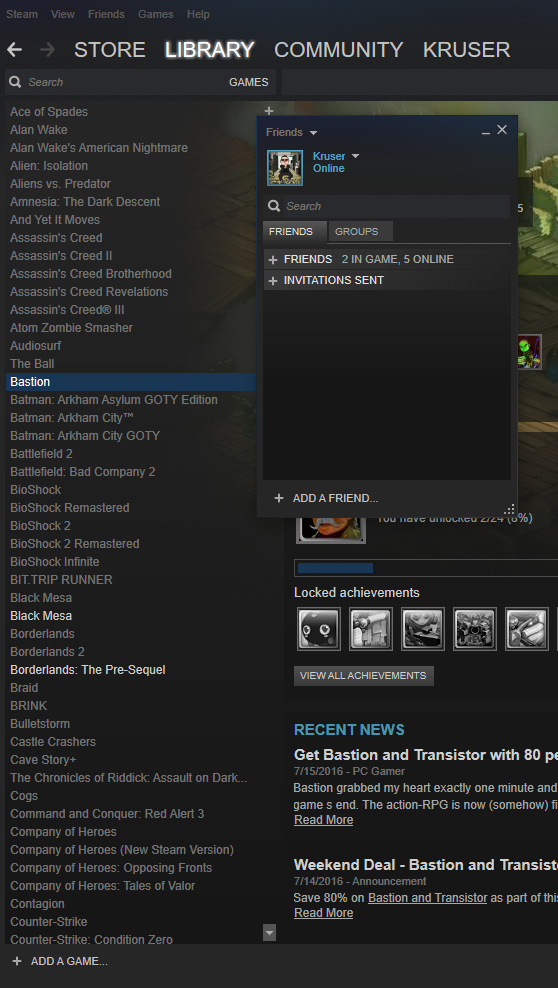 Steam View Friends Games Help
STORE LIBRARY COMMUNITY KRUSER
Search GAMES
Ace of Spades
Alan Wake
Alan Wake's American Nightmare
Alien: Isolation
Aliens vs. Predator
Amnesia: The Dark Descent
And Yet It Moves
Assassin's Creed
Assassin's Creed II
Assassin's Creed Brotherhood
Assassin's Creed Revelations
Assassin's Creed® III
Atom Zombie Smasher
Audiosurf
The Ball
Bastion
Batman: Arkham Asylum GOTY Edition
Batman: Arkham City™
Batman: Arkham City GOTY
Battlefield 2
Battlefield: Bad Company 2
BioShock
BioShock Remastered
BioShock 2
BioShock 2 Remastered
BioShock Infinite
BIT.TRIP RUNNER
Black Mesa
Black Mesa
Borderlands
Borderlands 2
Borderlands: The Pre-Sequel
Braid
BRINK
Bulletstorm
Castle Crashers
Cave Story+
The Chronicles of Riddick: Assault on Dark...
Cogs
Command and Conquer: Red Alert 3
Company of Heroes
Company of Heroes (New Steam Version)
Company of Heroes: Opposing Fronts
Company of Heroes: Tales of Valor
Contagion
Counter-Strike
Counter-Strike: Condition Zero
+ ADD A GAME...
Friends
Kruser
Online
Search
FRIENDS GROUPS
+ FRIENDS 2 IN GAME, 5 ONLINE
+ INVITATIONS SENT
+ ADD A FRIEND...
5
You have unlocked 2/24 (8%)
Locked achievements
VIEW ALL ACHIEVEMENTS
RECENT NEWS
Get Bastion and Transistor with 80 pe
7/15/2016 - PC Gamer
Bastion grabbed my heart exactly one minute and
game s end. The action-RPG is now (somehow) fi
Read More
Weekend Deal - Bastion and Transist
7/14/2016 - Announcement
Save 80% on Bastion and Transistor as part of this
Read More